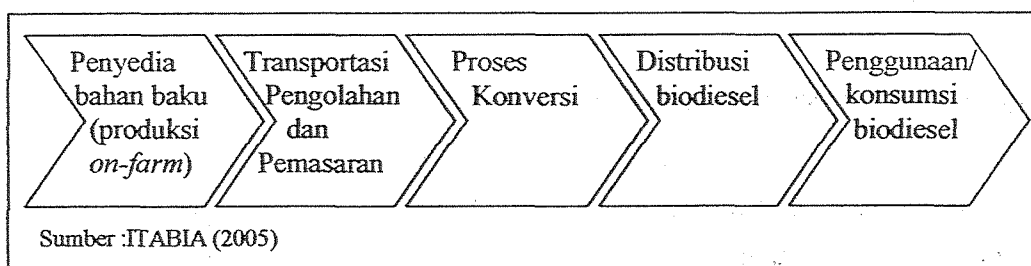 Penyedia
bahan baku
(produksi
on-farm)
Transportasi
Pengolahan
dan
Pemasaran
Proses
Konversi
Distribusi
biodiesel
Penggunaan/
konsumsi
biodiesel
Sumber :ITABIA (2005)